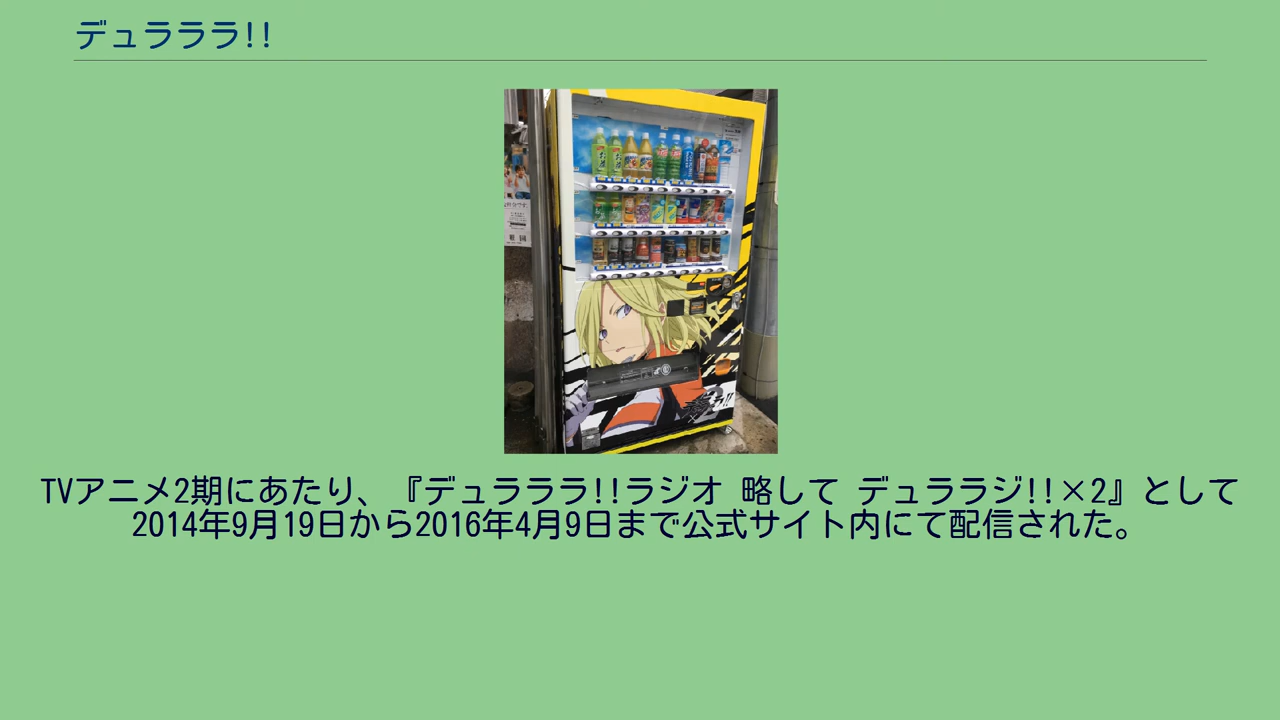 デュラララ!!
TVアニメ2期にあたり、『デュラララ!!ラジオ 略して デュララジ!!×2』として
2014年9月19日から2016年4月9日まで公式サイト内にて配信された。